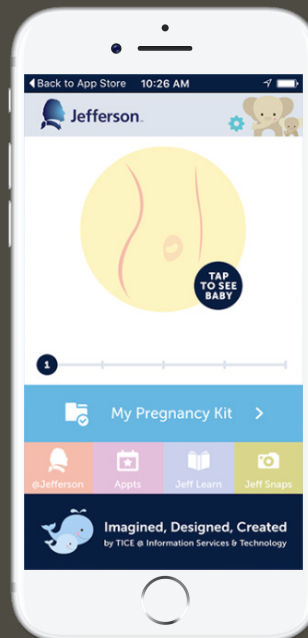 Back to App Store 10:26 AM
Jefferson™
TAP
TO SEE
BABY
1
My Pregnancy Kit
@Jefferson Appts Jeff Learn Jeff Snaps
Imagined, Designed, Created
by TICE @ Information Services & Technology